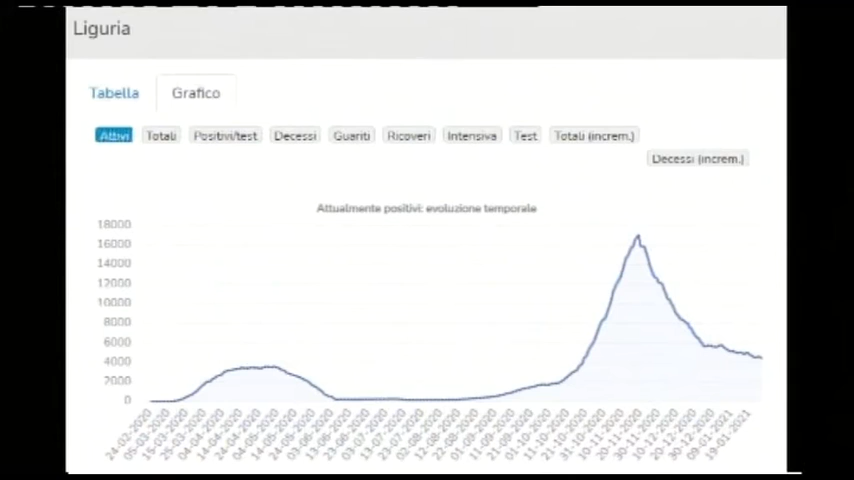 Liguria
Tabella Grafico
Attivi Totali Positivi/test Decessi Guariti Ricoveri Intensiva Test Totali (increm.)
Decessi (increm.)
Attualmente positivi: evoluzione temporale
18000
16000
14000
12000
10000
8000
6000
4000
2000
0
24-02-2020 05-03-2020 15-03-2020 25-03-2020 04-04-2020 14-04-2020 24-04-2020 04-05-2020 14-05-2020 24-05-2020 03-06-2020 13-06-2020 23-06-2020 03-07-2020 13-07-2020 23-07-2020 02-08-2020 12-08-2020 22-08-2020 01-09-2020 11-09-2020 21-09-2020 01-10-2020 11-10-2020 21-10-2020 31-10-2020 10-11-2020 20-11-2020 30-11-2020 10-12-2020 20-12-2020 30-12-2020 09-01-2021 19-01-2021